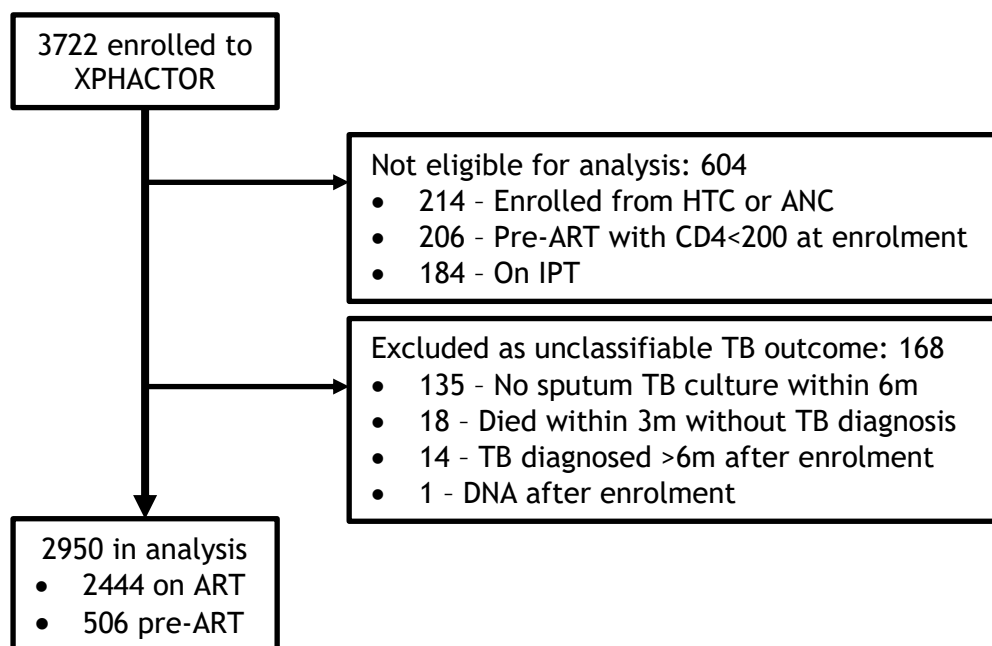 3722 enrolled to
XPHACTOR
Not eligible for analysis: 604
• 214 – Enrolled from HTC or ANC
• 206 – Pre-ART with CD4<200 at enrolment
• 184 – On IPT
Excluded as unclassifiable TB outcome: 168
• 135 – No sputum TB culture within 6m
• 18 – Died within 3m without TB diagnosis
• 14 – TB diagnosed >6m after enrolment
• 1 – DNA after enrolment
2950 in analysis
• 2444 on ART
• 506 pre-ART